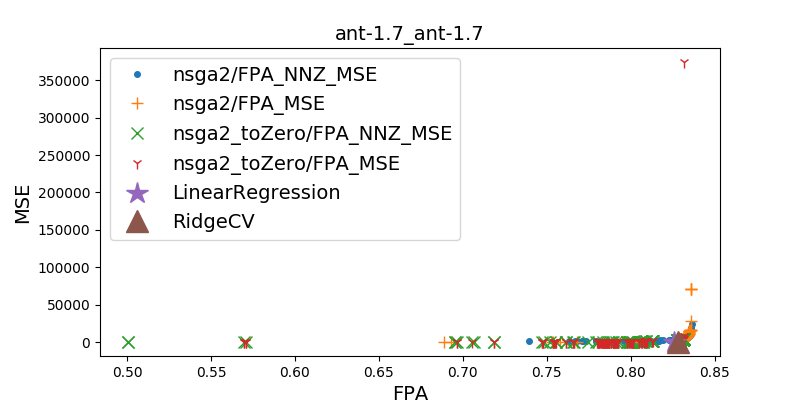 ant-1.7_ant-1.7
nsga2/FPA_NNZ_MSE
nsga2/FPA_MSE
nsga2_toZero/FPA_NNZ_MSE
nsga2_toZero/FPA_MSE
LinearRegression
RidgeCV
MSE
350000
300000
250000
200000
150000
100000
50000
0
0.50 0.55 0.60 0.65 0.70 0.75 0.80 0.85
FPA